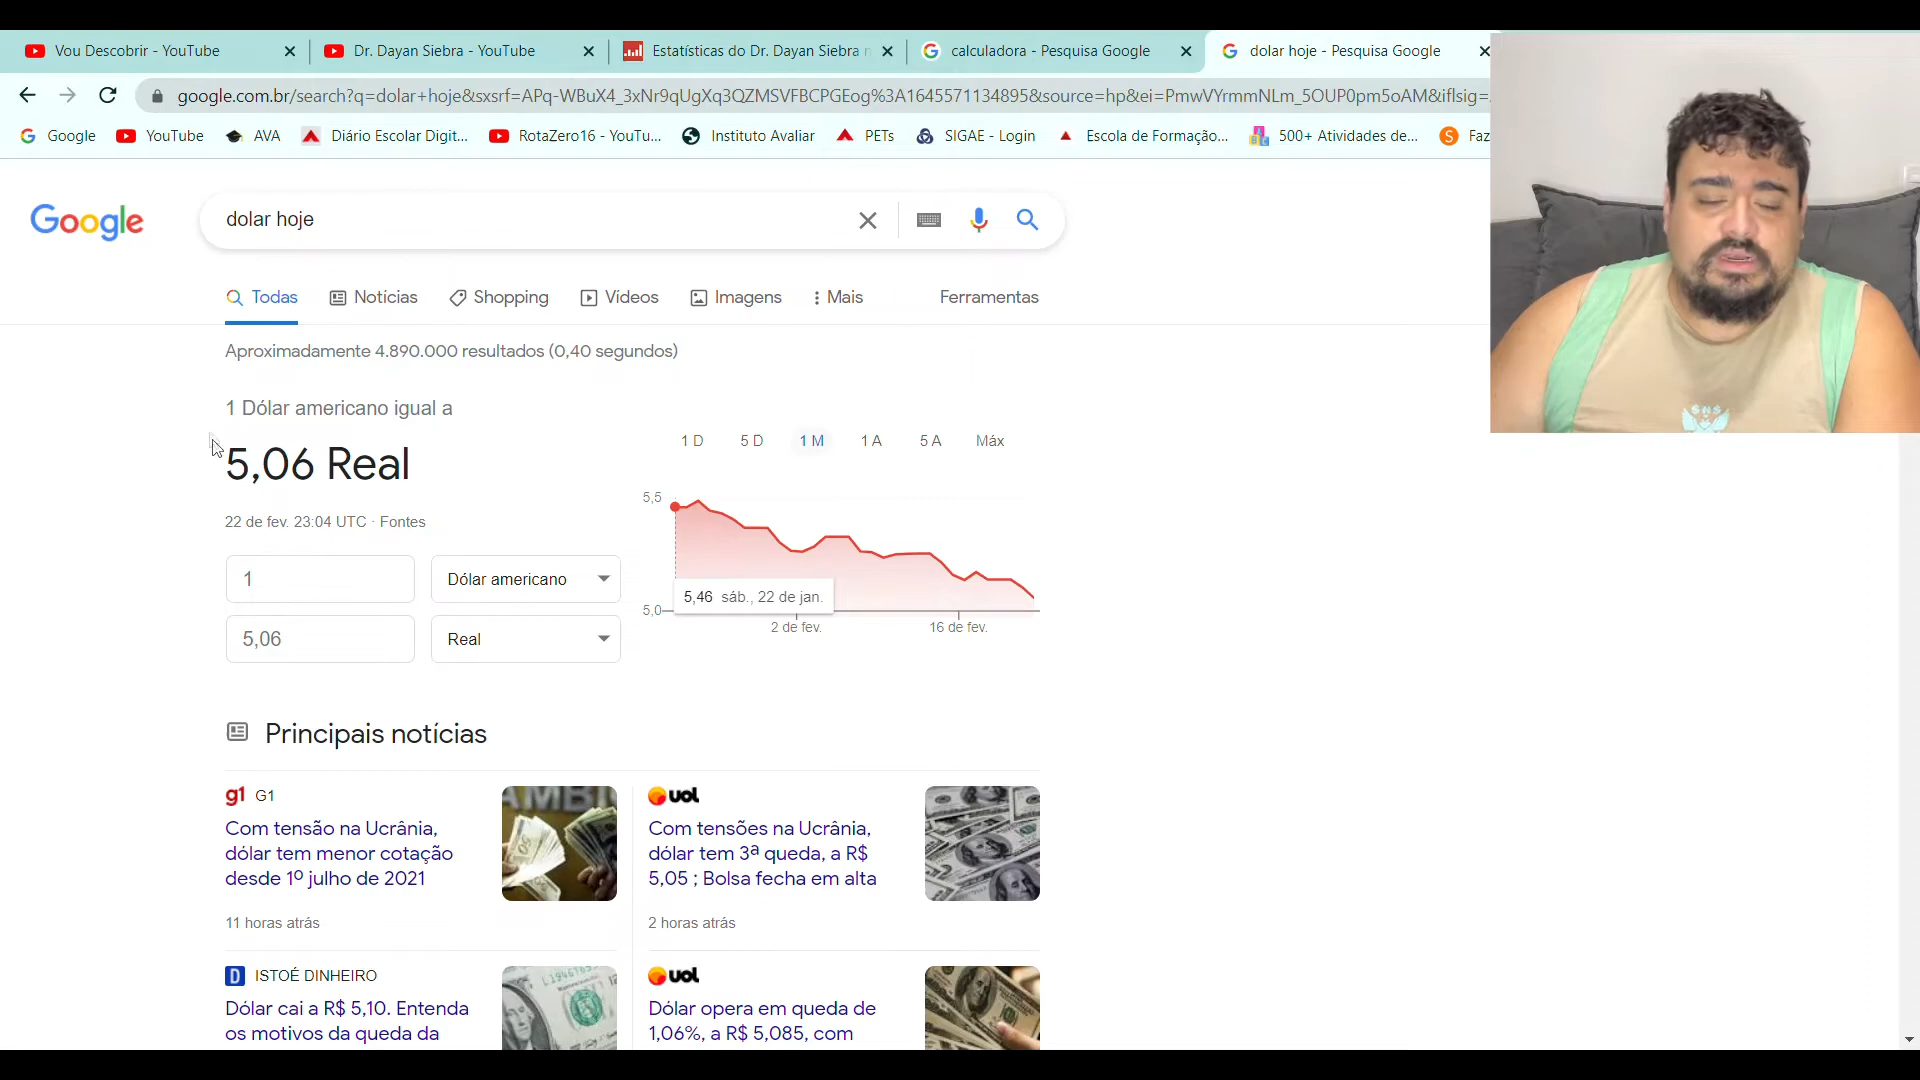 Vou Descobrir - YouTube
Dr. Dayan Siebra - YouTube
Estatísticas do Dr. Dayan Siebra
calculadora - Pesquisa Google
dolar hoje - Pesquisa Google
google.com.br/search?q=dolar+hoje&sxsrf=APq-WBuX4_3xNr9qUgXq3QZMSVFBCPGEog%3A1645571134895&source=hp&ei=PmwVYrmmNLm_5OUP0pm5oAM&iflsig=
Google
YouTube
AVA
Diário Escolar Digit...
RotaZero16 - YouTu...
Instituto Avaliar
PETs
SIGAE - Login
Escola de Formação...
500+ Atividades de...
Faz
Google
dolar hoje
Todas
Notícias
Shopping
Vídeos
Imagens
Mais
Ferramentas
Aproximadamente 4.890.000 resultados (0,40 segundos)
1 Dólar americano igual a
5,06 Real
22 de fev. 23:04 UTC · Fontes
1
Dólar americano
5,06
Real
1 D
5 D
1 M
1 A
5 A
Máx
5,5
5,0
5,46 sáb., 22 de jan.
2 de fev.
16 de fev.
Principais notícias
g1 G1
Com tensão na Ucrânia,
dólar tem menor cotação
desde 1º julho de 2021
11 horas atrás
uol
Com tensões na Ucrânia,
dólar tem 3ª queda, a R$
5,05 ; Bolsa fecha em alta
2 horas atrás
D ISTOÉ DINHEIRO
Dólar cai a R$ 5,10. Entenda
os motivos da queda da
uol
Dólar opera em queda de
1,06%, a R$ 5,085, com